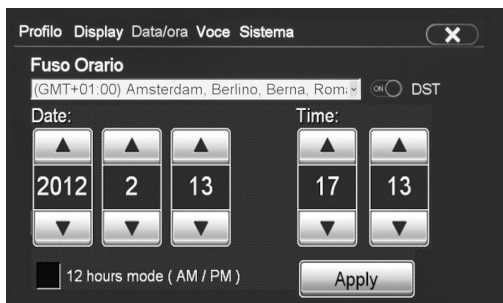 Profilo Display Data/ora Voce Sistema
Fuso Orario
(GMT+01:00) Amsterdam, Berlino, Berna, Rom
ON DST
Date: Time:
2012 2 13 17 13
12 hours mode ( AM / PM )
Apply